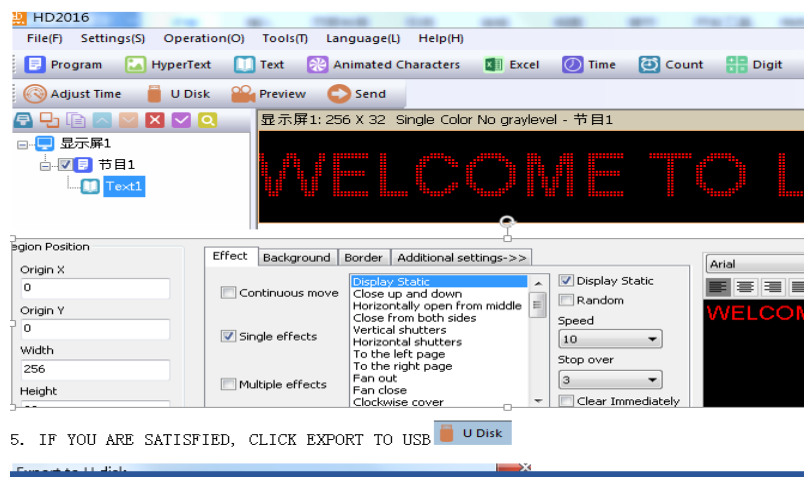 HD2016
File(F) Settings(S) Operation(O) Tools(T) Language(L) Help(H)
Program HyperText Text Animated Characters Excel Time Count Digit
Adjust Time U Disk Preview Send
显示屏1: 256 X 32 Single Color No graylevel - 节目1
显示屏1
节目1
Text1
WELCOME TO L
egion Position
Origin X
0
Origin Y
0
Width
256
Height
Effect Background Border Additional settings->>
Continuous move
Single effects
Multiple effects
Display Static
Close up and down
Horizontally open from middle
Close from both sides
Vertical shutters
Horizontal shutters
To the left page
To the right page
Fan out
Fan close
Clockwise cover
Display Static
Random
Speed
10
Stop over
3
Clear Immediately
Arial
WELCOM
5. IF YOU ARE SATISFIED, CLICK EXPORT TO USB U Disk
Export to U disk